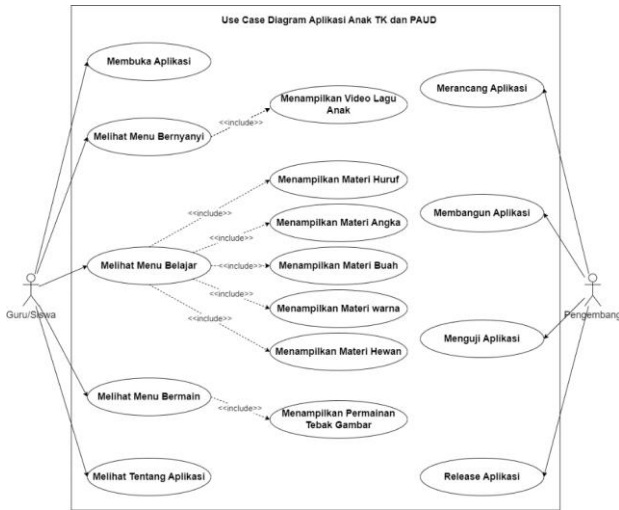 Use Case Diagram Aplikasi Anak TK dan PAUD
Membuka Aplikasi
Melihat Menu Bernyanyi
<<include>>
Menampilkan Video Lagu
Anak
Merancang Aplikasi
Menampilkan Materi Huruf
<<include>>
Menampilkan Materi Angka
<<include>>
Membangun Aplikasi
Melihat Menu Belajar
<<include>>
Menampilkan Materi Buah
<<include>>
Menampilkan Materi warna
<<include>>
Menampilkan Materi Hewan
Guru/Siswa
Pengembang
Menguji Aplikasi
Melihat Menu Bermain
<<include>>
Menampilkan Permainan
Tebak Gambar
Melihat Tentang Aplikasi
Release Aplikasi